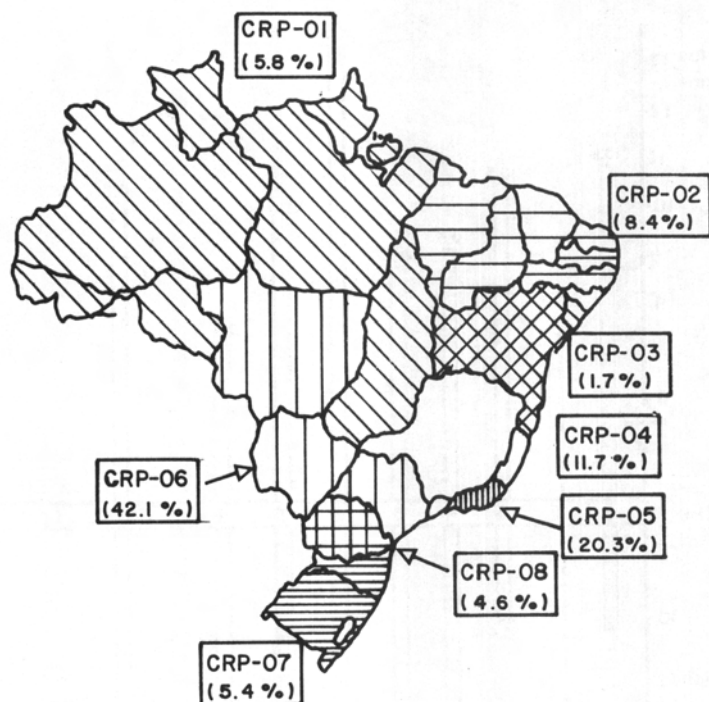 CRP-01
(5.8 %)
CRP-02
(8.4%)
CRP-03
(1.7%)
CRP-04
(11.7 %)
CRP-06
(42.1 %)
CRP-05
(20.3%)
CRP-08
(4.6 %)
CRP-07
(5.4 %)